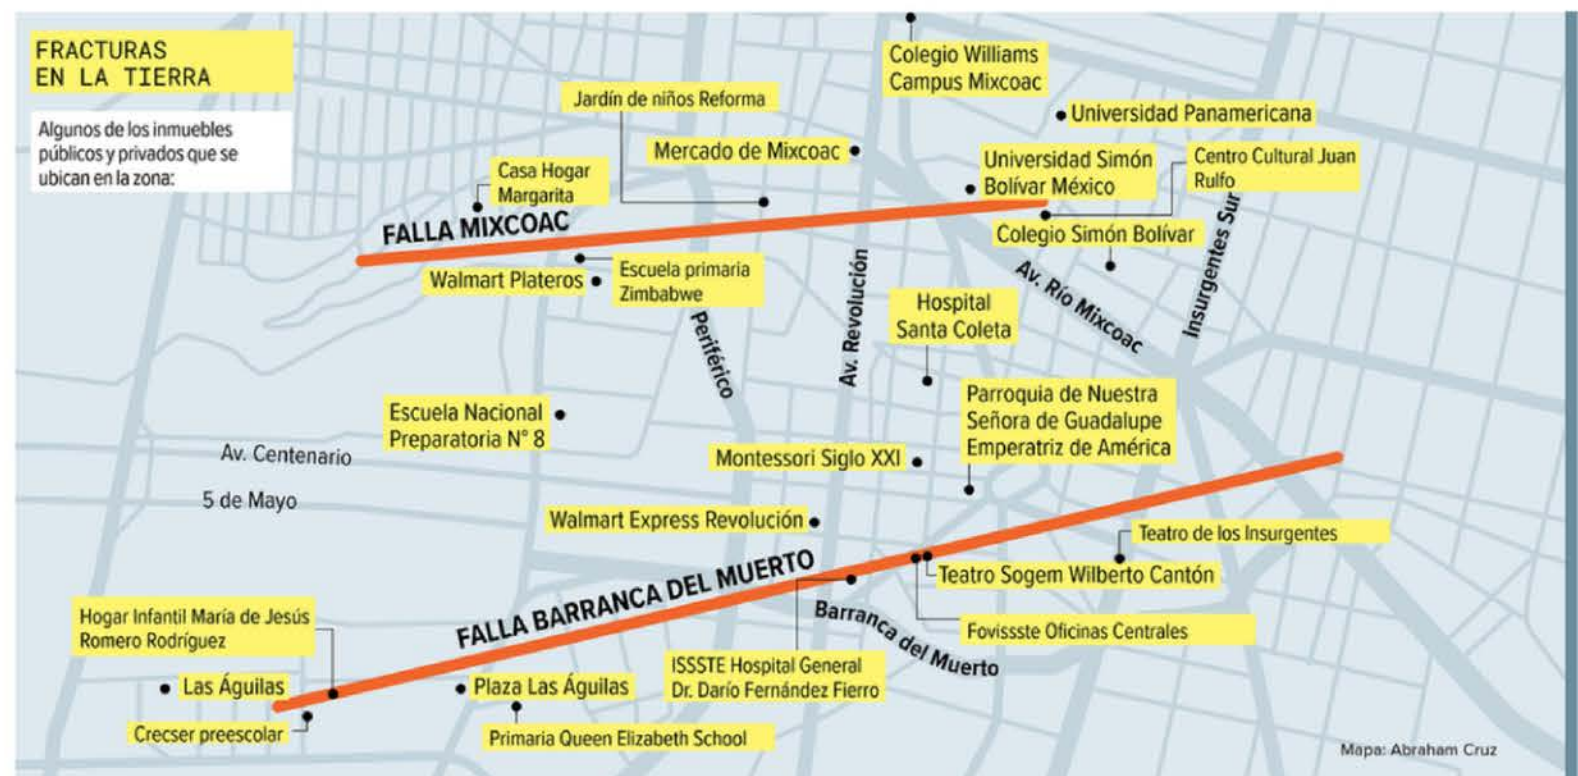 FRACTURAS
EN LA TIERRA
Algunos de los inmuebles
públicos y privados que se
ubican en la zona:
Colegio Williams
Campus Mixcoac
Jardín de niños Reforma
Universidad Panamericana
Mercado de Mixcoac
Universidad Simón
Bolívar México
Centro Cultural Juan
Rulfo
Casa Hogar
Margarita
FALLA MIXCOAC
Colegio Simón Bolívar
Walmart Plateros
Escuela primaria
Zimbabwe
Periférico
Av. Revolución
Av. Río Mixcoac
Insurgentes Sur
Hospital
Santa Coleta
Parroquia de Nuestra
Señora de Guadalupe
Emperatriz de América
Escuela Nacional
Preparatoria N° 8
Av. Centenario
Montessori Siglo XXI
5 de Mayo
Walmart Express Revolución
Teatro de los Insurgentes
FALLA BARRANCA DEL MUERTO
Teatro Sogem Wilberto Cantón
Barranca del Muerto
Fovissste Oficinas Centrales
Hogar Infantil María de Jesús
Romero Rodríguez
ISSSTE Hospital General
Dr. Darío Fernández Fierro
Las Águilas
Plaza Las Águilas
Crecser preescolar
Primaria Queen Elizabeth School
Mapa: Abraham Cruz